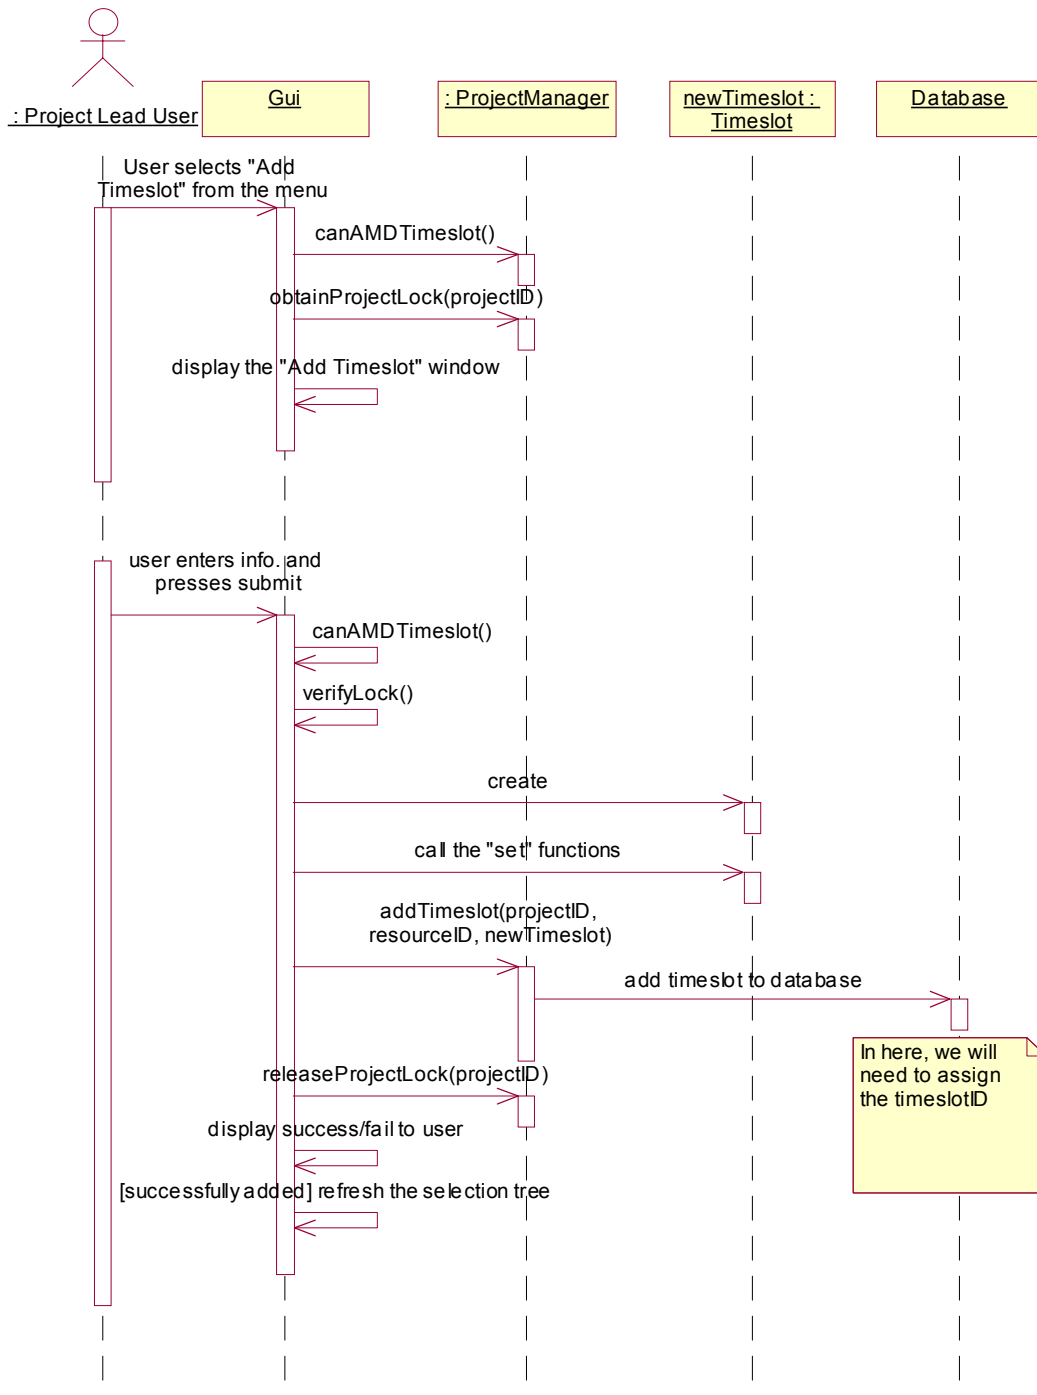 : Project Lead User
Gui
: ProjectManager
newTimeslot :
Timeslot
Database
User selects "Add
Timeslot" from the menu
canAMDTimeslot()
obtainProjectLock(projectID)
display the "Add Timeslot" window
user enters info. and
presses submit
canAMDTimeslot()
verifyLock()
create
call the "set" functions
addTimeslot(projectID,
resourceID, newTimeslot)
add timeslot to database
In here, we will
need to assign
the timeslotID
releaseProjectLock(projectID)
display success/fail to user
[successfully added] refresh the selection tree